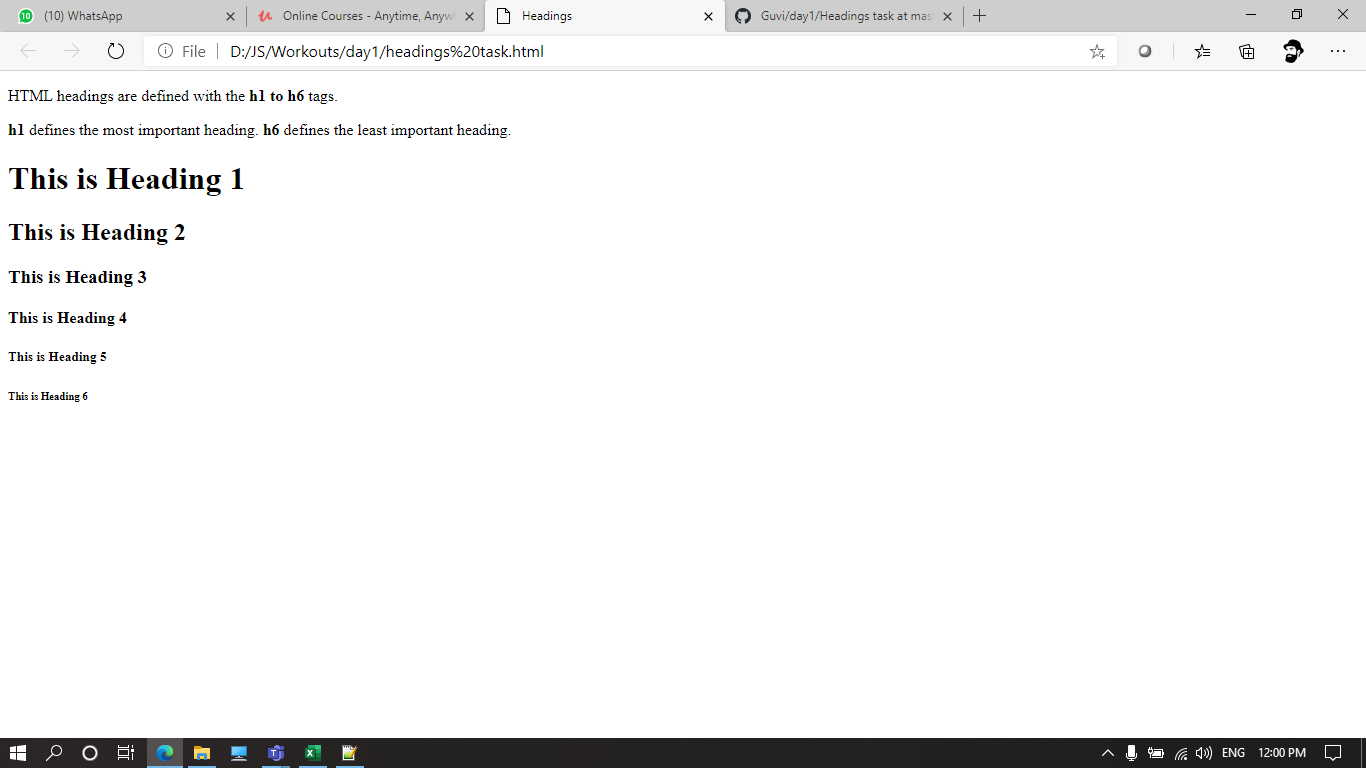 (10) WhatsApp
Online Courses - Anytime, Anyw
Headings
Guvi/day1/Headings task at mas
File
D:/JS/Workouts/day1/headings%20task.html
HTML headings are defined with the h1 to h6 tags.
h1 defines the most important heading. h6 defines the least important heading.
This is Heading 1
This is Heading 2
This is Heading 3
This is Heading 4
This is Heading 5
This is Heading 6
ENG
12:00 PM